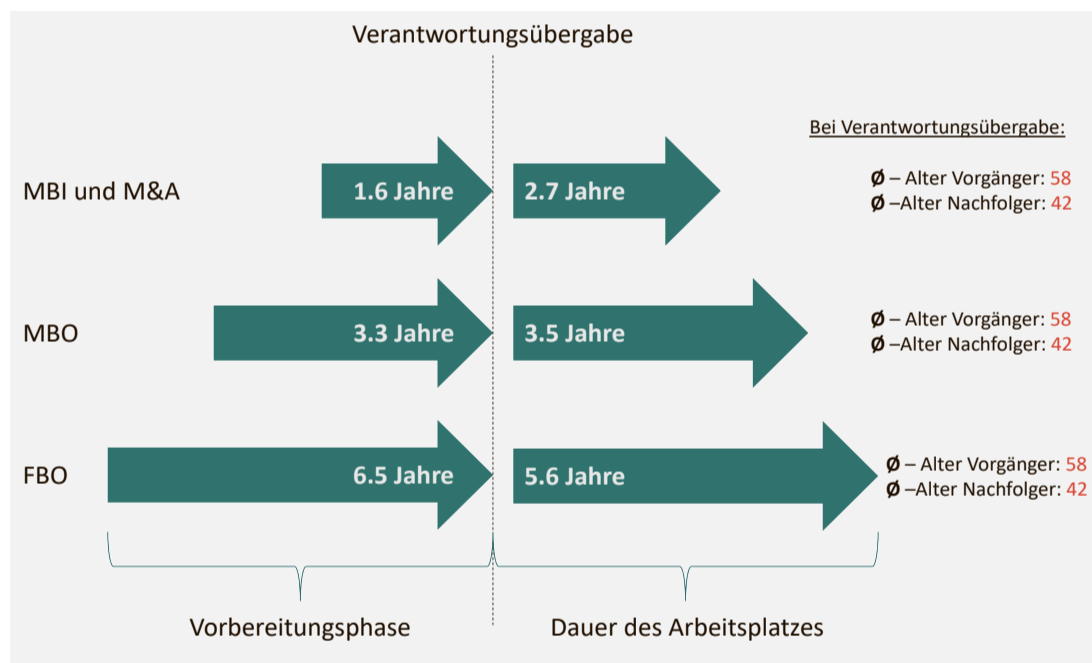 Verantwortungsübergabe
Bei Verantwortungsübergabe:
MBI und M&A
1.6 Jahre
2.7 Jahre
Ø – Alter Vorgänger: 58
Ø –Alter Nachfolger: 42
MBO
3.3 Jahre
3.5 Jahre
Ø – Alter Vorgänger: 58
Ø –Alter Nachfolger: 42
FBO
6.5 Jahre
5.6 Jahre
Ø – Alter Vorgänger: 58
Ø –Alter Nachfolger: 42
Vorbereitungsphase
Dauer des Arbeitsplatzes